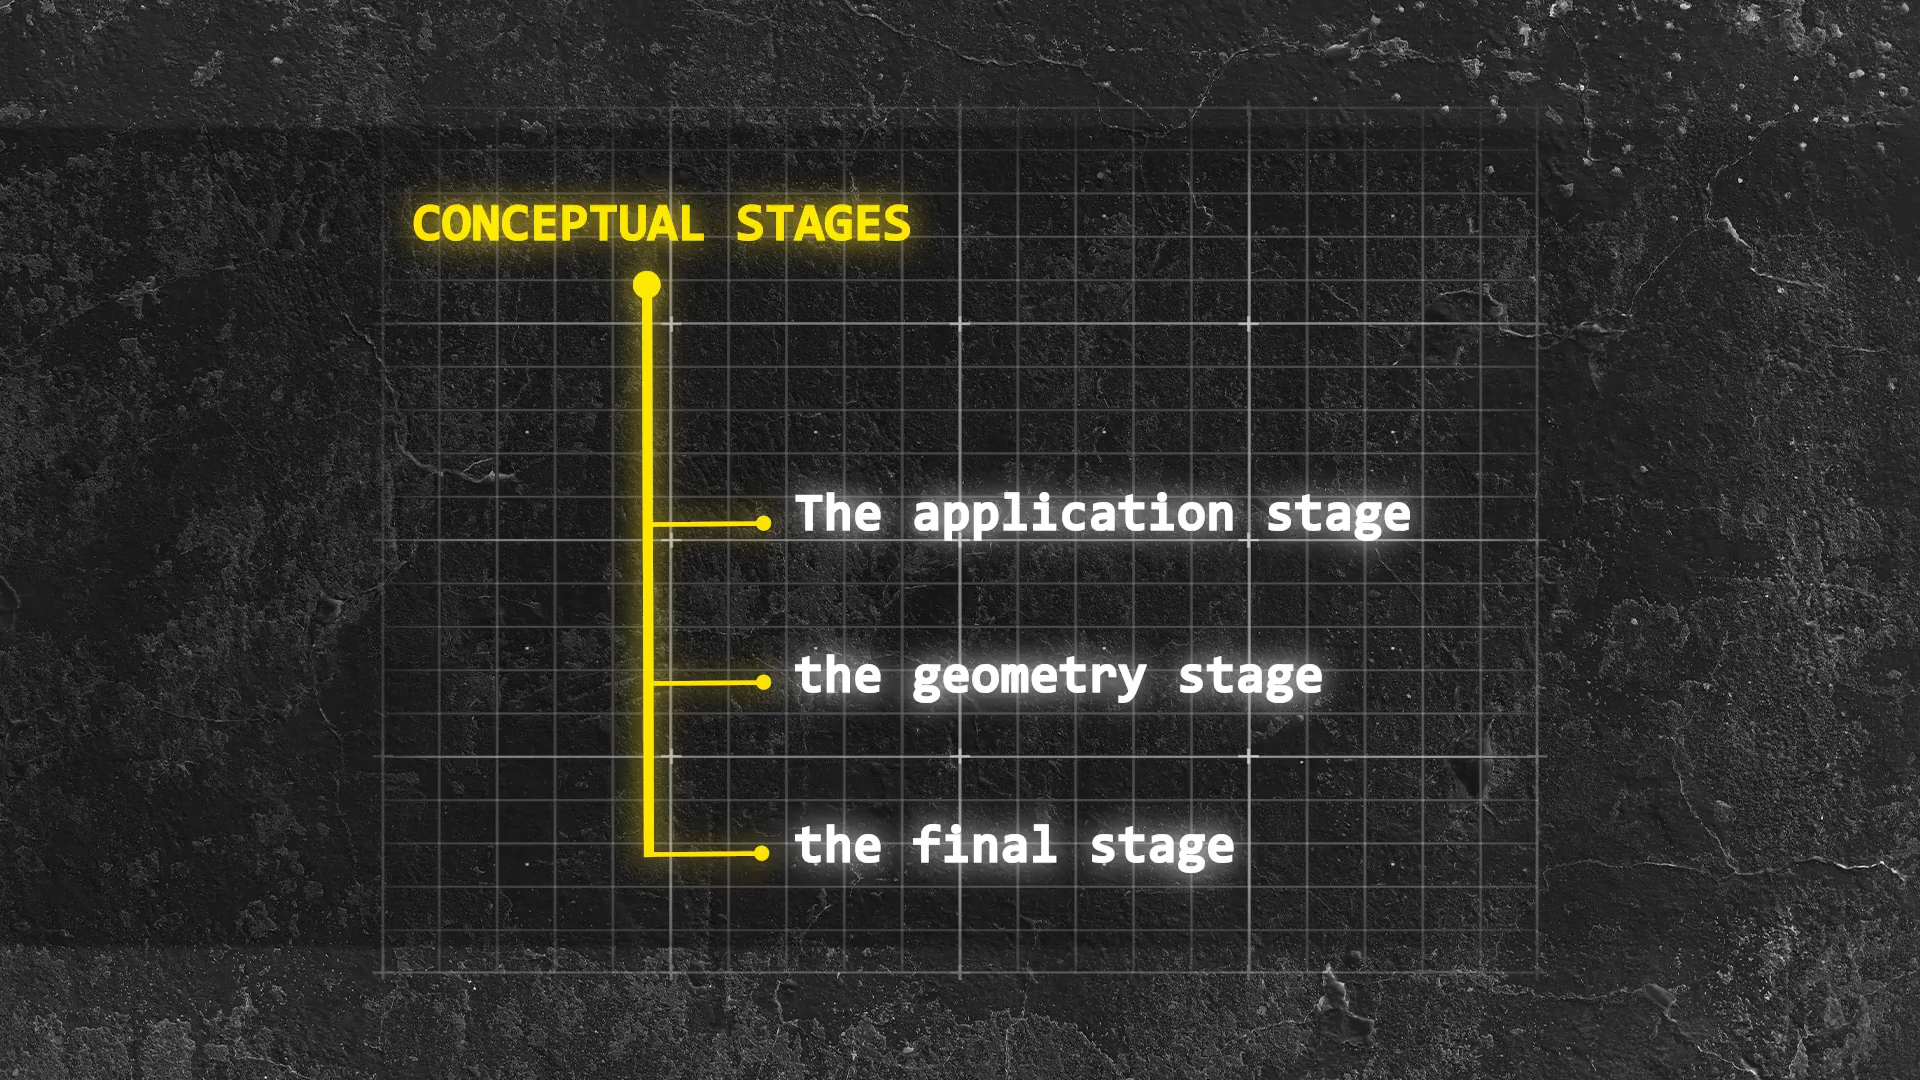 CONCEPTUAL STAGES
The application stage
the geometry stage
the final stage